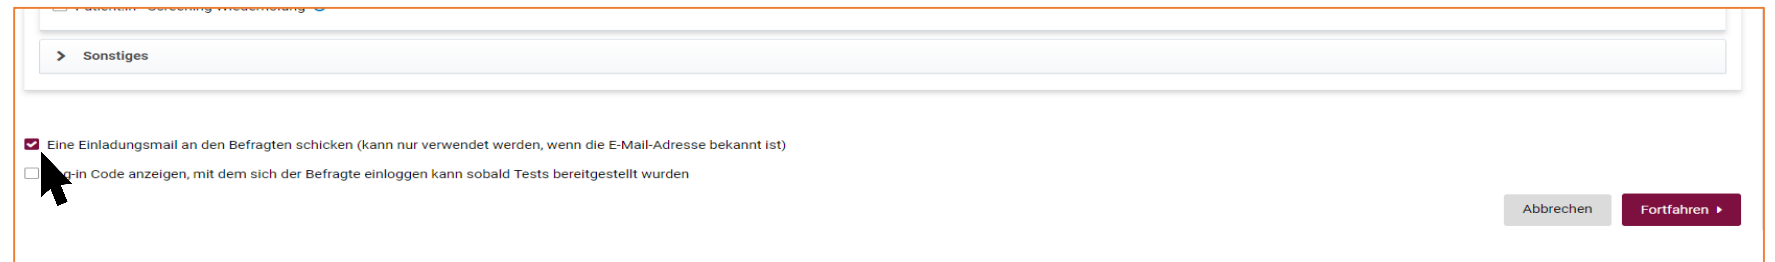 Sonstiges
Eine Einladungsmail an den Befragten schicken (kann nur verwendet werden, wenn die E-Mail-Adresse bekannt ist)
in Code anzeigen, mit dem sich der Befragte einloggen kann sobald Tests bereitgestellt wurden
Abbrechen
Fortfahren